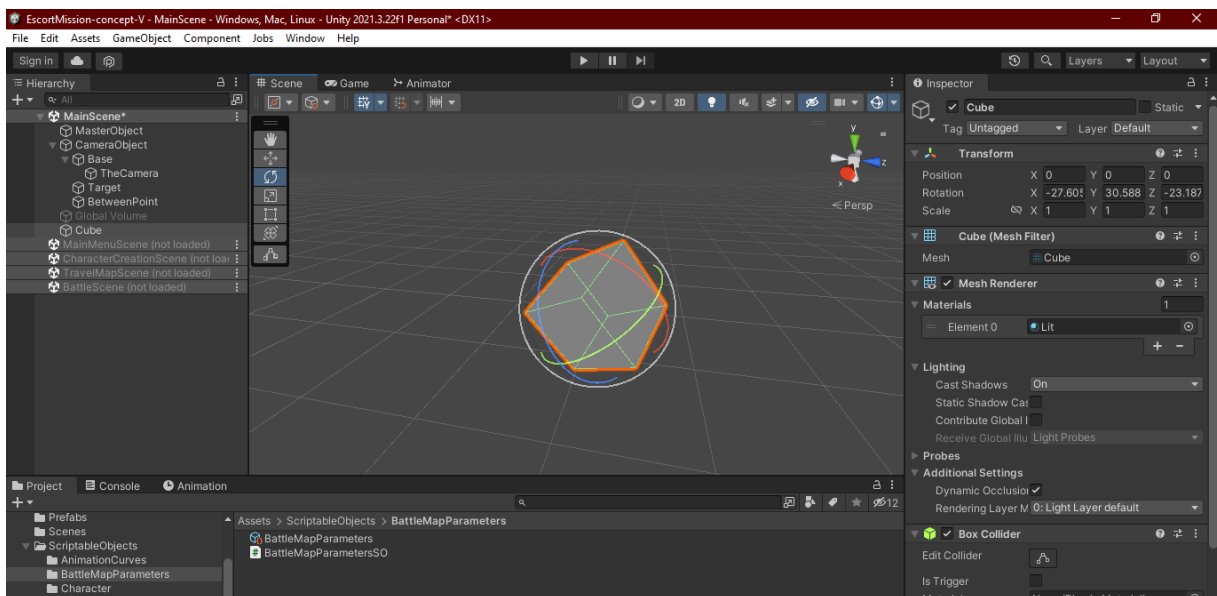 EscortMission-concept-V - MainScene - Windows, Mac, Linux - Unity 2021.3.22f1 Personal* <DX11>
File Edit Assets GameObject Component Jobs Window Help
Sign in
Layers Layout
Hierarchy
All
MainScene*
MasterObject
CameraObject
Base
TheCamera
Target
BetweenPoint
Global Volume
Cube
MainMenuScene (not loaded)
CharacterCreationScene (not loa
TravelMapScene (not loaded)
BattleScene (not loaded)
Scene Game Animator
2D
y
z
x
Persp
Inspector
Cube Static
Tag Untagged Layer Default
Transform
Position X 0 Y 0 Z 0
Rotation X -27.605 Y 30.588 Z -23.187
Scale X 1 Y 1 Z 1
Cube (Mesh Filter)
Mesh Cube
Mesh Renderer
Materials 1
Element 0 Lit
Lighting
Cast Shadows On
Static Shadow Cas
Contribute Global I
Receive Global Illu Light Probes
Probes
Additional Settings
Dynamic Occlusion
Rendering Layer M 0: Light Layer default
Box Collider
Edit Collider
Is Trigger
Project Console Animation
12
Prefabs
Scenes
ScriptableObjects
AnimationCurves
BattleMapParameters
Character
Assets > ScriptableObjects > BattleMapParameters
BattleMapParameters
BattleMapParametersSO